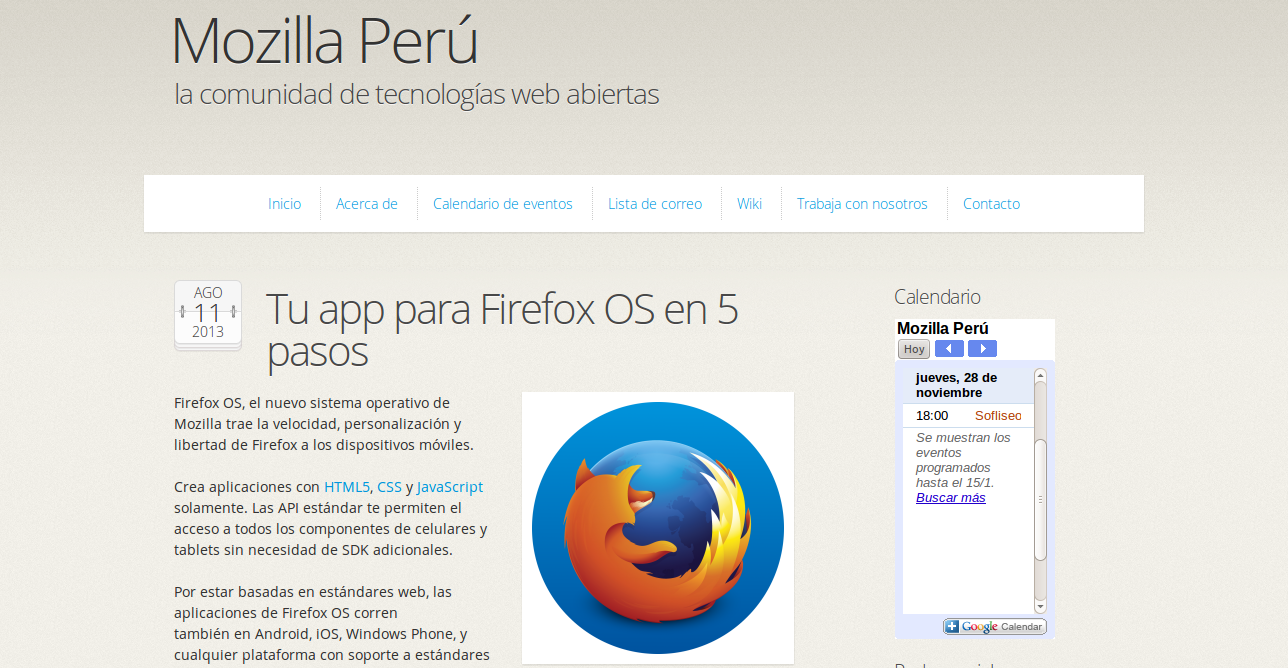 Mozilla Perú
la comunidad de tecnologías web abiertas
Inicio
Acerca de
Calendario de eventos
Lista de correo
Wiki
Trabaja con nosotros
Contacto
AGO
11
2013
Tu app para Firefox OS en 5
pasos
Firefox OS, el nuevo sistema operativo de
Mozilla trae la velocidad, personalización y
libertad de Firefox a los dispositivos móviles.
Crea aplicaciones con HTML5, CSS y JavaScript
solamente. Las API estándar te permiten el
acceso a todos los componentes de celulares y
tablets sin necesidad de SDK adicionales.
Por estar basadas en estándares web, las
aplicaciones de Firefox OS corren
también en Android, iOS, Windows Phone, y
cualquier plataforma con soporte a estándares
Calendario
Mozilla Perú
Hoy
jueves, 28 de
noviembre
18:00 Sofliseo
Se muestran los
eventos
programados
hasta el 15/1.
Buscar más
Google Calendar